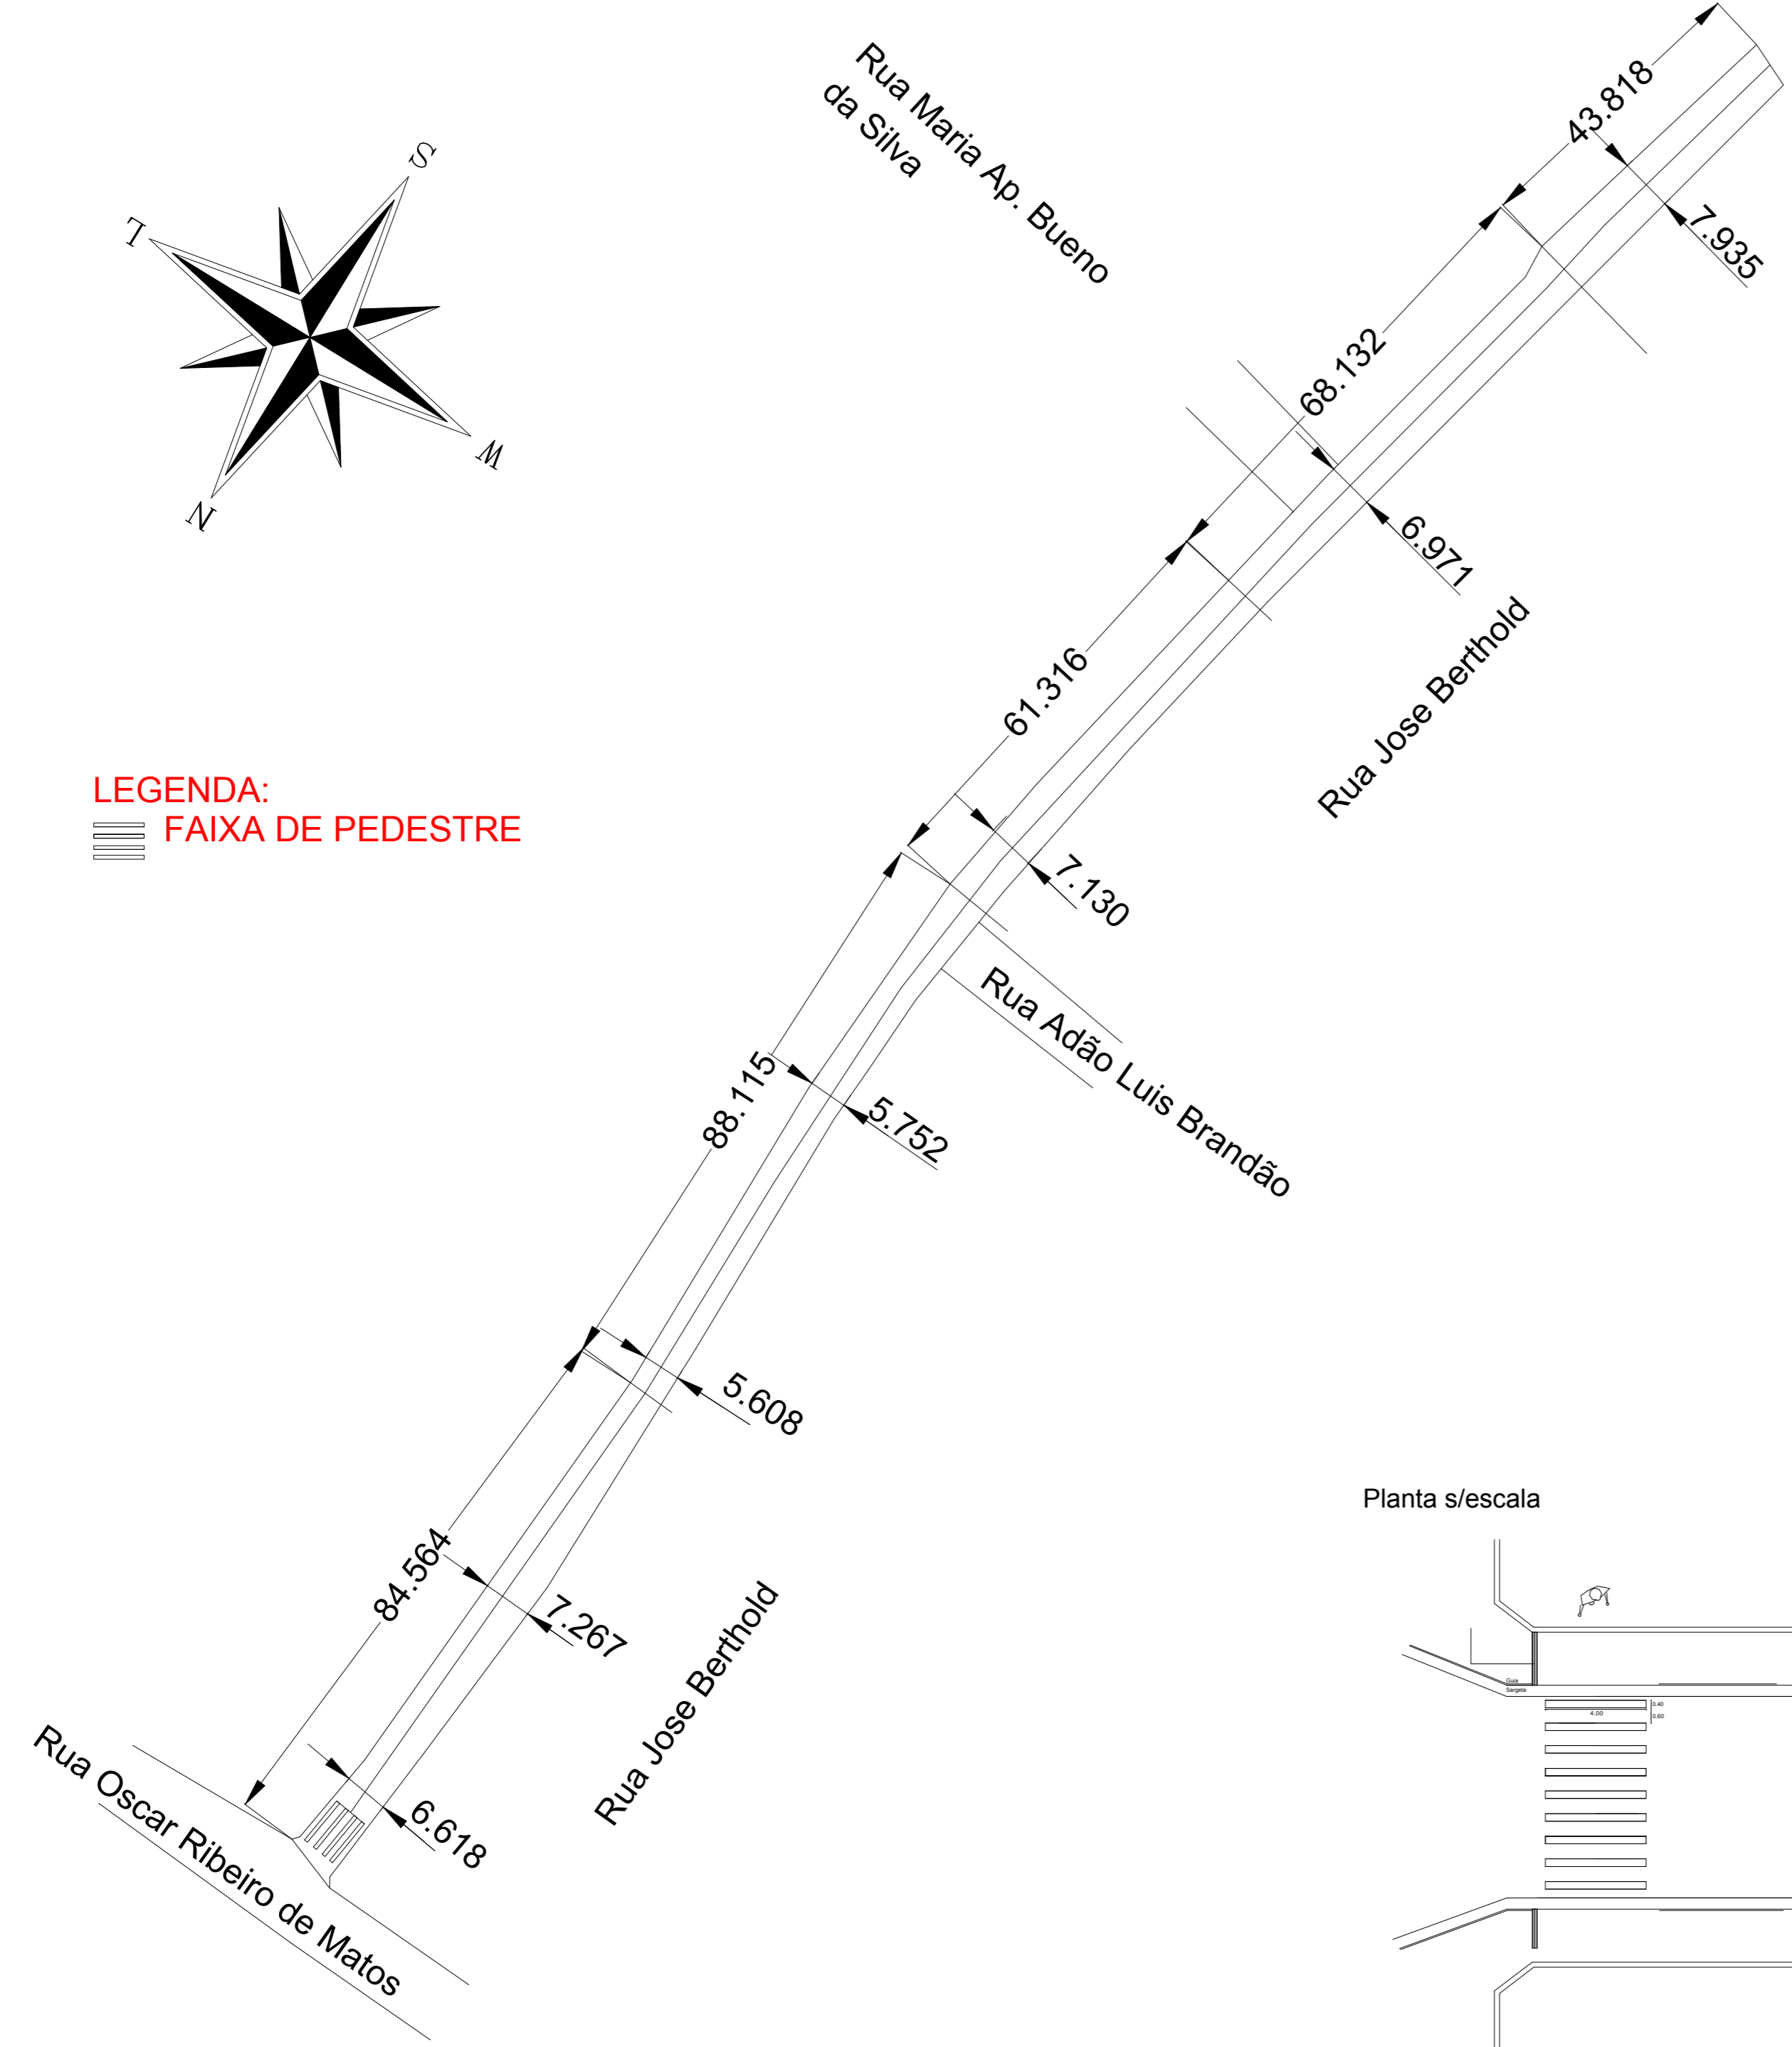 43.818
Rua Maria Ap. Bueno
da Silva
S
L
7.935
68.132
W
N
6.971
Rua Jose Berthold
61.316
LEGENDA:
FAIXA DE PEDESTRE
7.130
Rua Adão Luis Brandão
88.115
5.752
5.608
Planta s/escala
84.564
7.267
Rua Jose Berthold
Guia
Sargeta
0.40
4.00
0.60
Rua Oscar Ribeiro de Matos
6.618